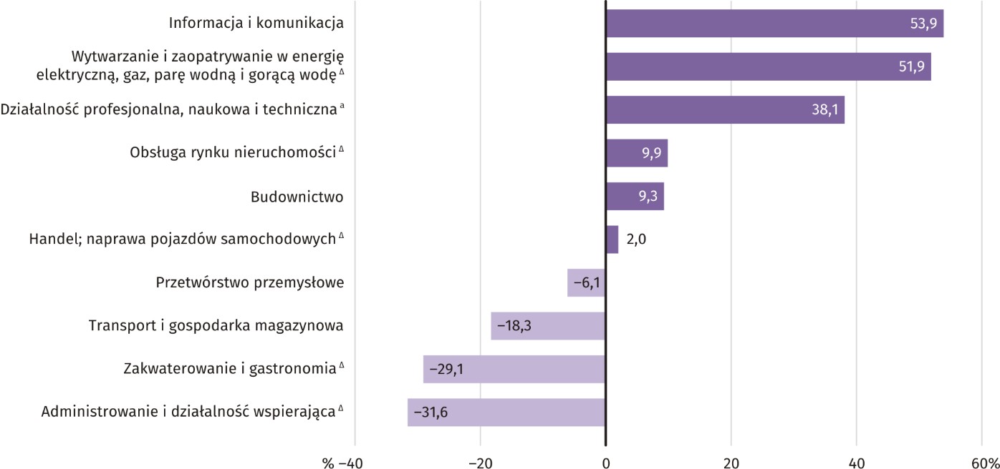 Informacja i komunikacja 53,9
Wytwarzanie i zaopatrywanie w energię
elektryczną, gaz, parę wodną i gorącą wodę Δ 51,9
Działalność profesjonalna, naukowa i techniczna a 38,1
Obsługa rynku nieruchomości Δ 9,9
Budownictwo 9,3
Handel; naprawa pojazdów samochodowych Δ 2,0
Przetwórstwo przemysłowe −6,1
Transport i gospodarka magazynowa −18,3
Zakwaterowanie i gastronomia Δ −29,1
Administrowanie i działalność wspierająca Δ −31,6
% −40 −20 0 20 40 60%